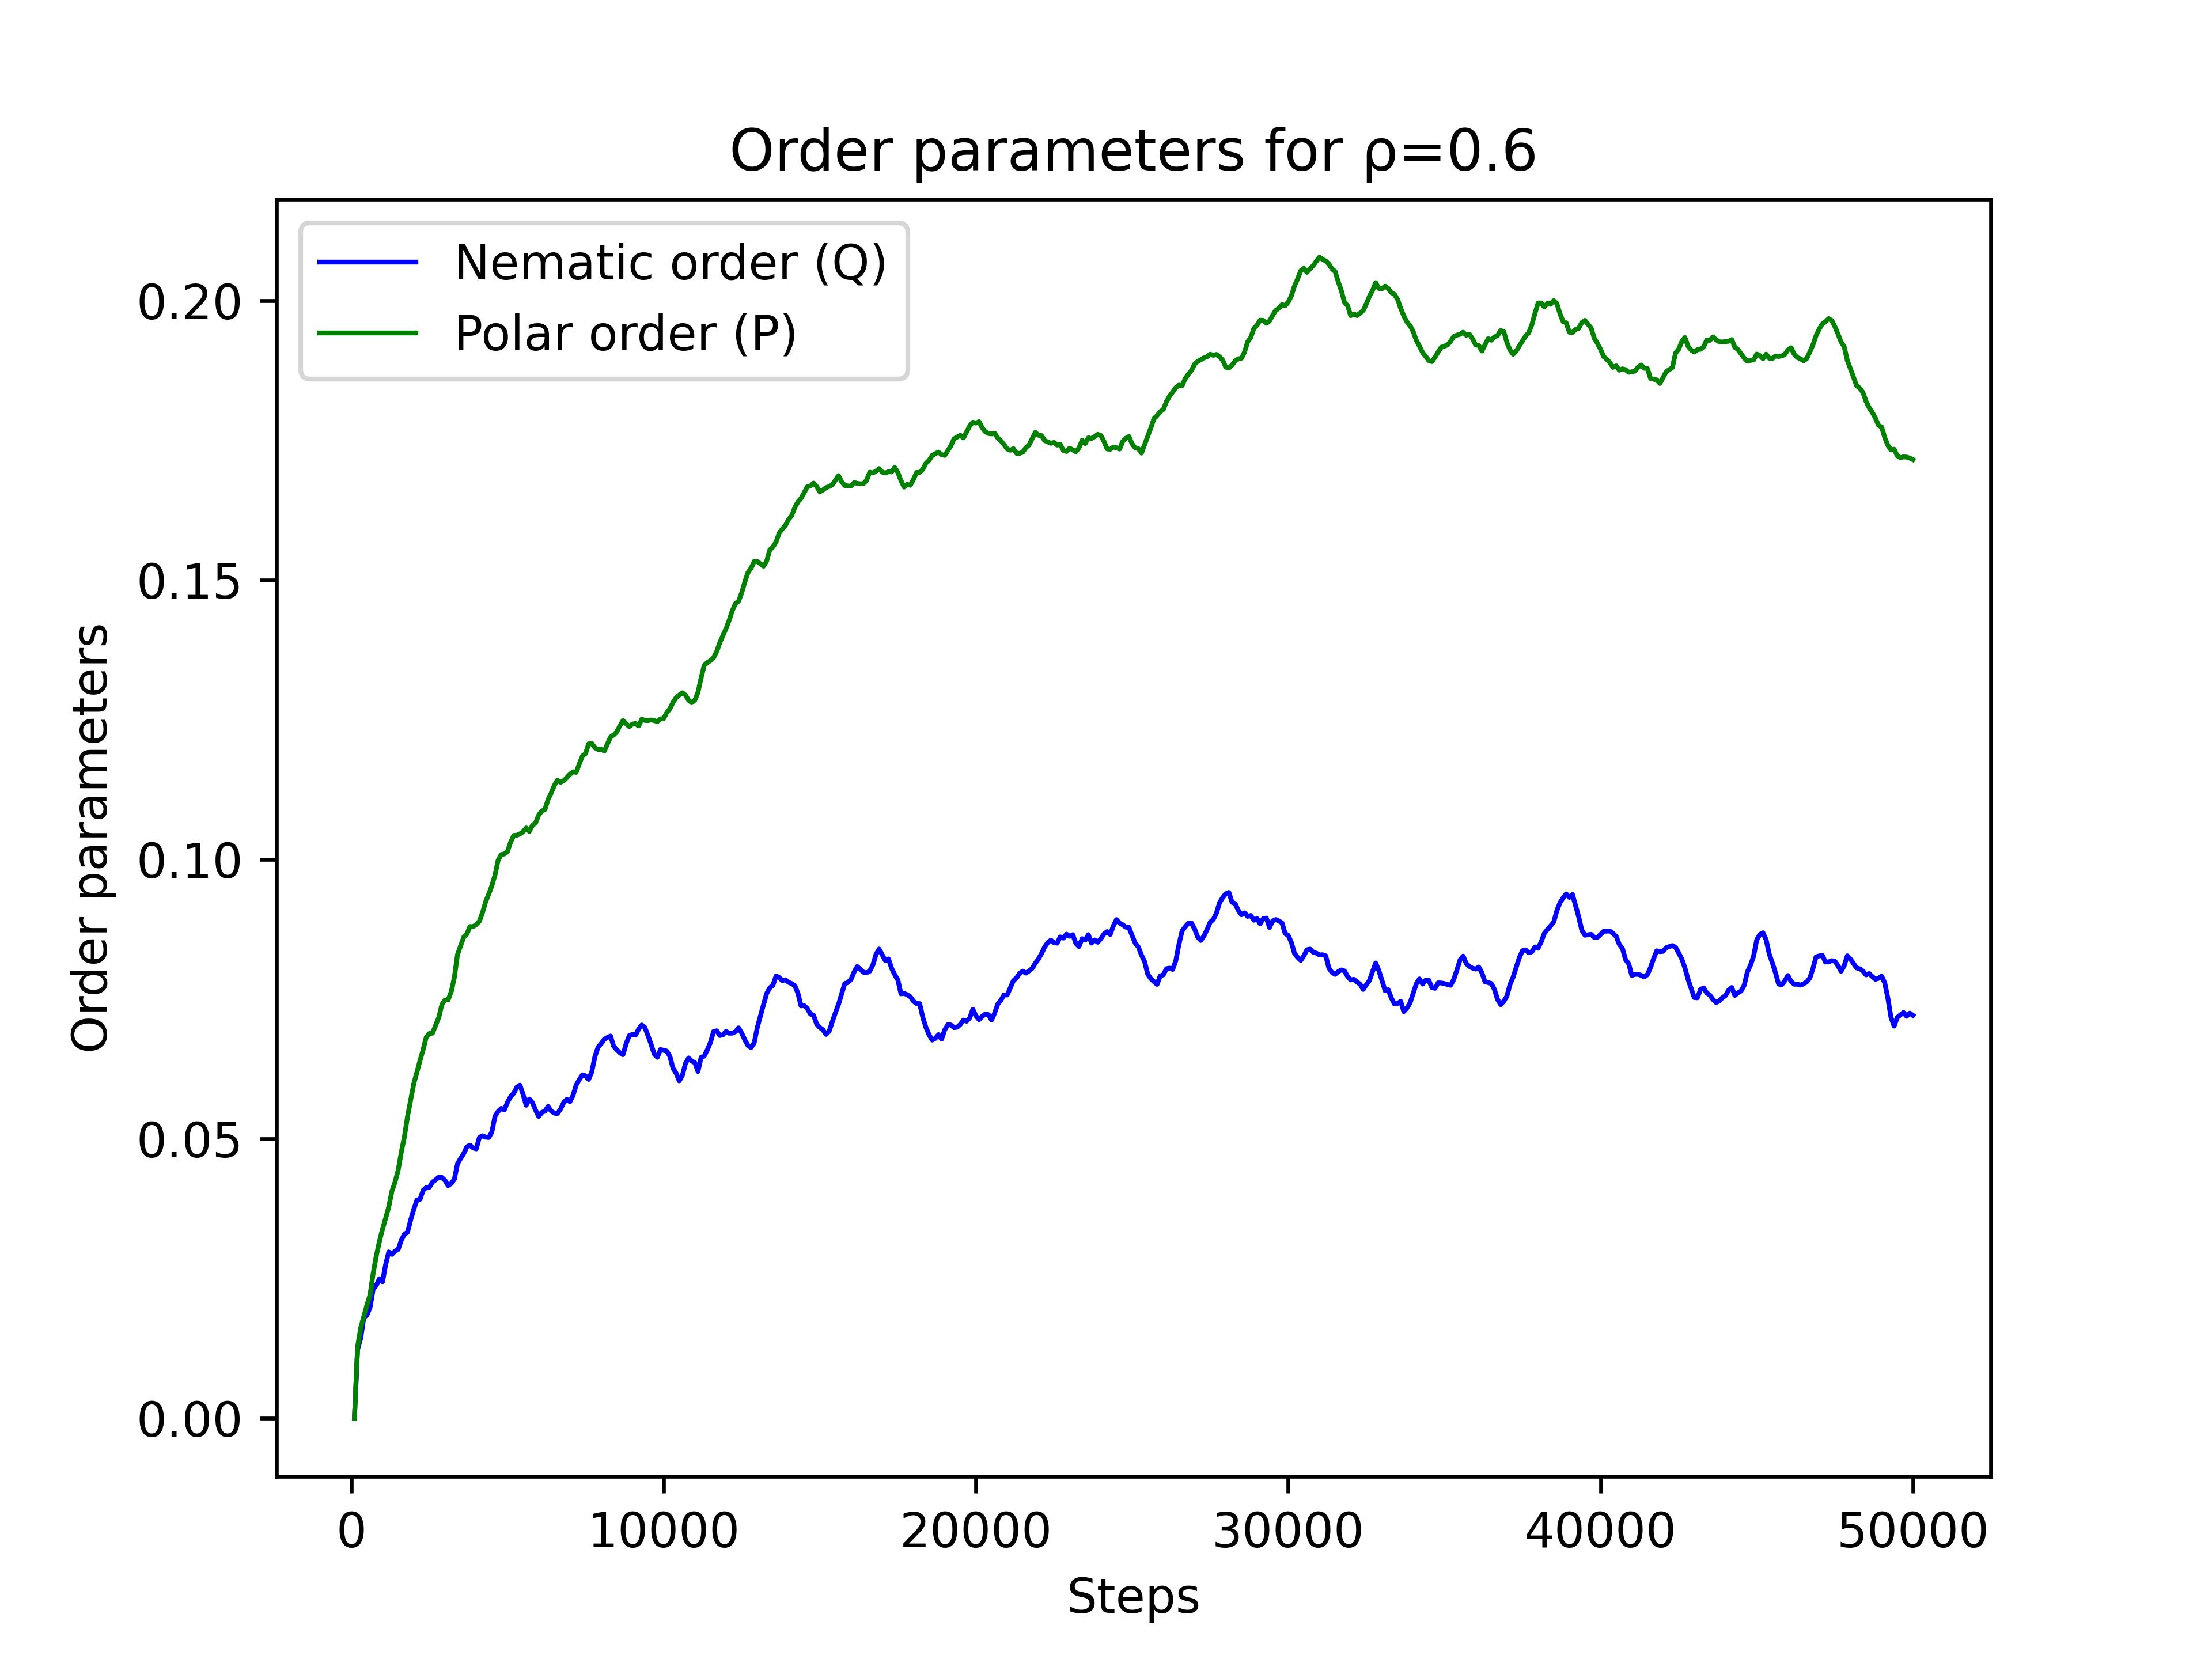 Order parameters for ρ=0.6
Nematic order (Q)
Polar order (P)
0.20
0.15
0.10
0.05
0.00
Order parameters
0 10000 20000 30000 40000 50000
Steps